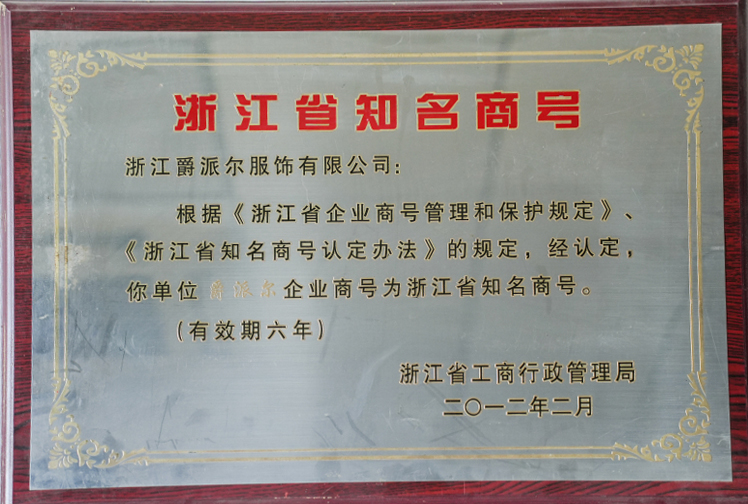 浙江省知名商号
浙江爵派尔服饰有限公司：
根据《浙江省企业商号管理和保护规定》、
《浙江省知名商号认定办法》的规定，经认定，
你单位 爵派尔 企业商号为浙江省知名商号。
（有效期六年）
浙江省工商行政管理局
二〇一二年二月